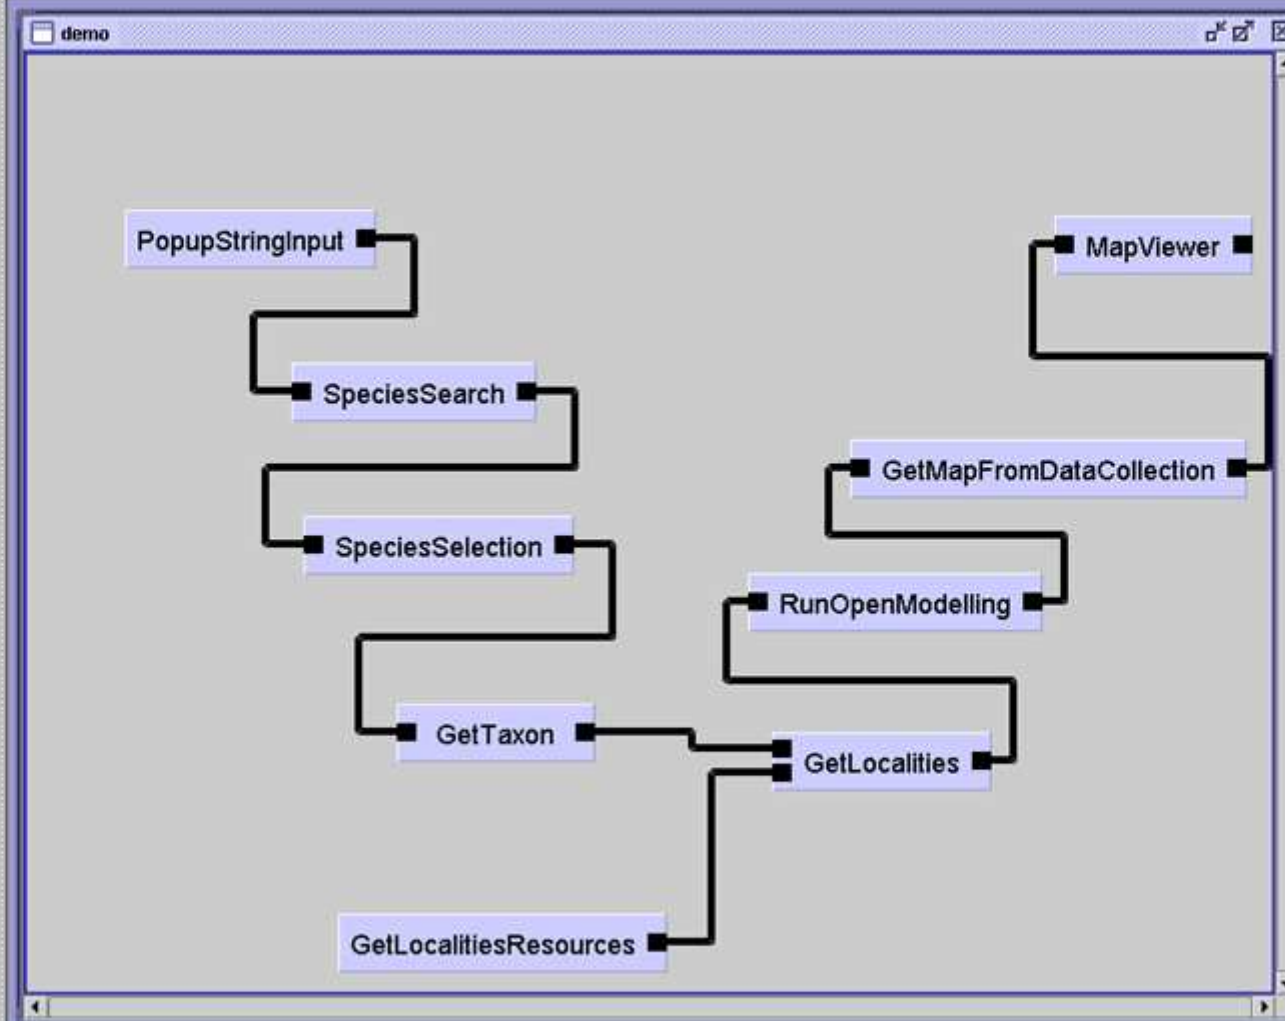 demo
PopupStringInput
MapViewer
SpeciesSearch
GetMapFromDataCollection
SpeciesSelection
RunOpenModelling
GetTaxon
GetLocalities
GetLocalitiesResources